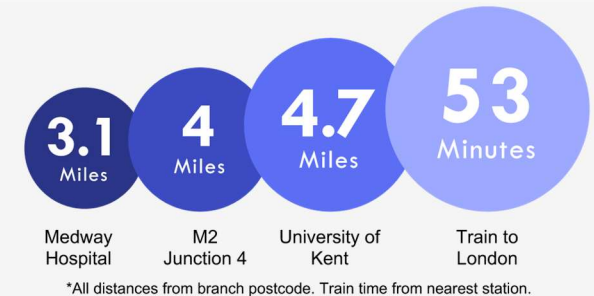 3.1
Miles
4
Miles
4.7
Miles
53
Minutes
Medway
Hospital
M2
Junction 4
University of
Kent
Train to
London
*All distances from branch postcode. Train time from nearest station.